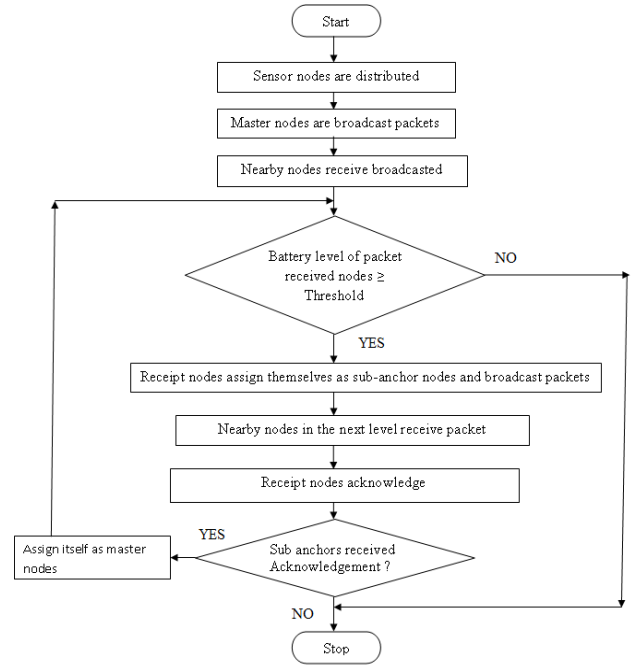 Start
Sensor nodes are distributed
Master nodes are broadcast packets
Nearby nodes receive broadcasted
Battery level of packet
received nodes ≥
Threshold
NO
YES
Receipt nodes assign themselves as sub-anchor nodes and broadcast packets
Nearby nodes in the next level receive packet
Receipt nodes acknowledge
YES
Sub anchors received
Acknowledgement ?
Assign itself as master
nodes
NO
Stop